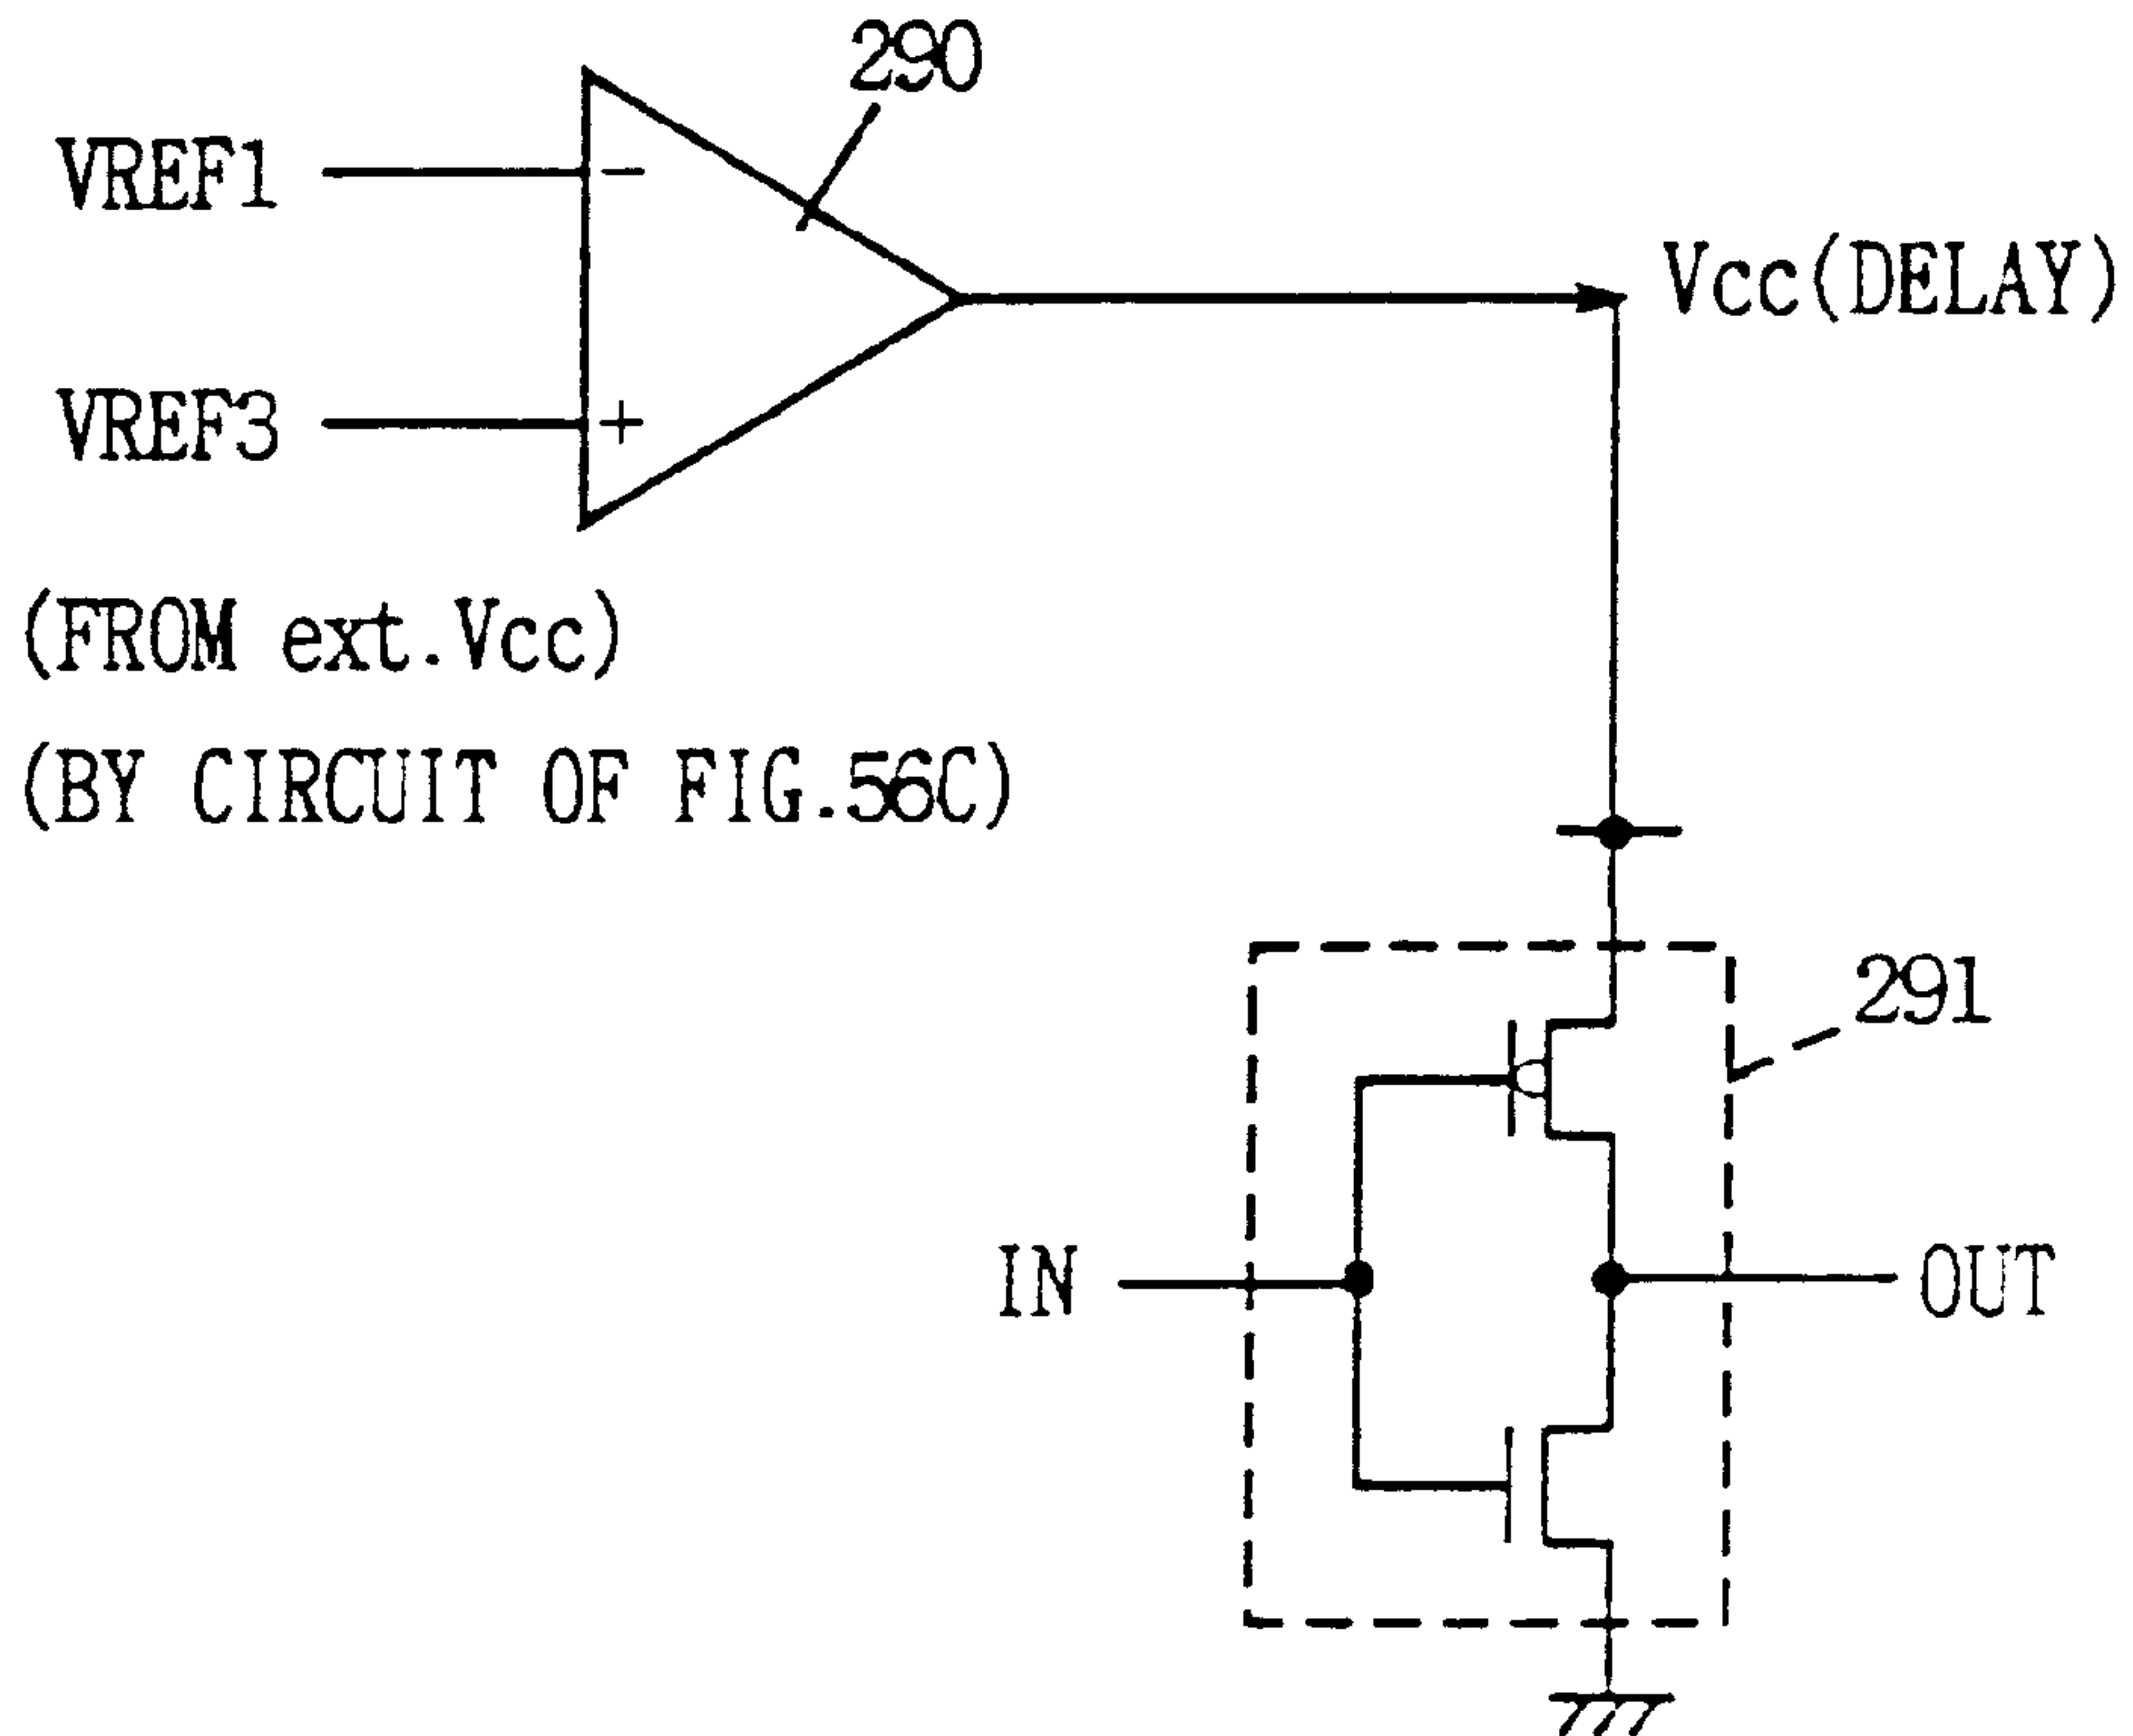 290
VREF1
-
Vcc(DELAY)
VREF3
+
(FROM ext.Vcc)
(BY CIRCUIT OF FIG.56C)
291
IN
OUT